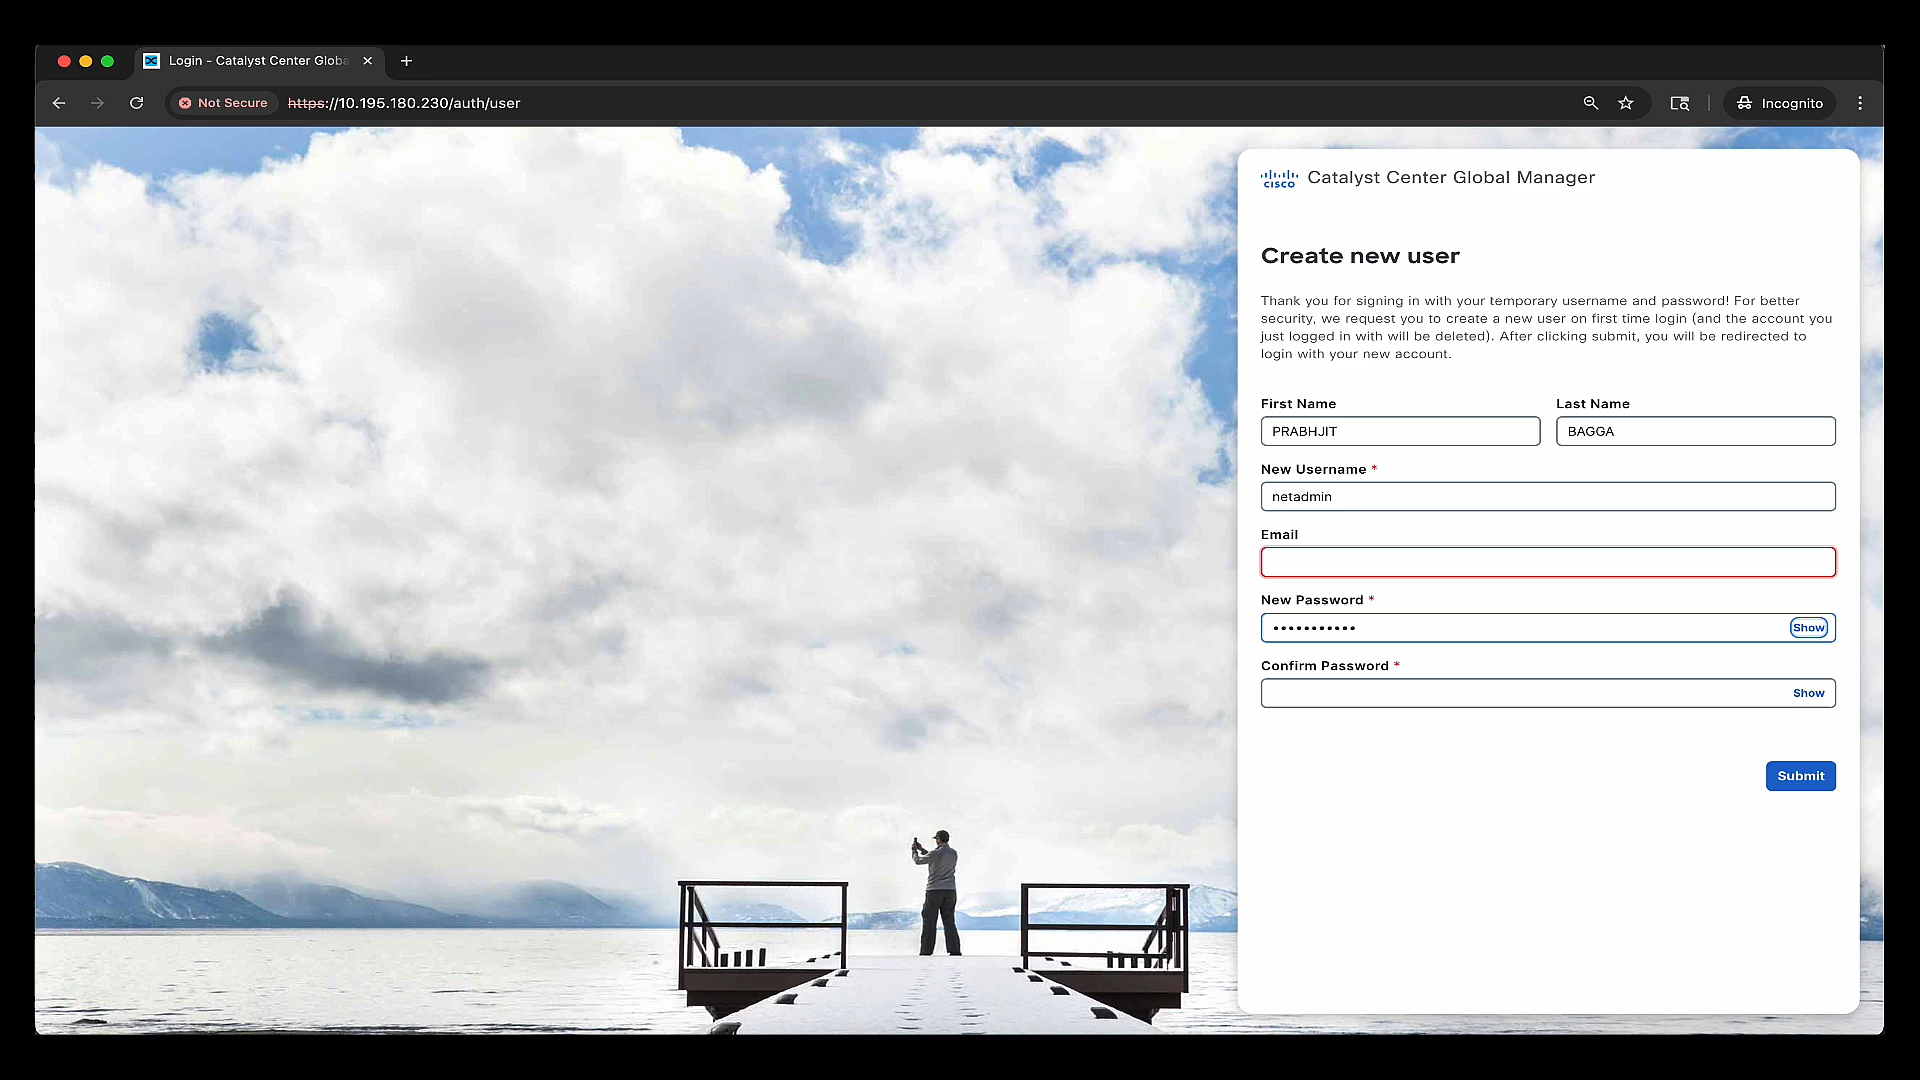 Login - Catalyst Center Globa
Not Secure
https://10.195.180.230/auth/user
Incognito
CISCO
Catalyst Center Global Manager
Create new user
Thank you for signing in with your temporary username and password! For better
security, we request you to create a new user on first time login (and the account you
just logged in with will be deleted). After clicking submit, you will be redirected to
login with your new account.
First Name
Last Name
PRABHJIT
BAGGA
New Username *
netadmin
Email
New Password *
•••••••••••
Show
Confirm Password *
Show
Submit